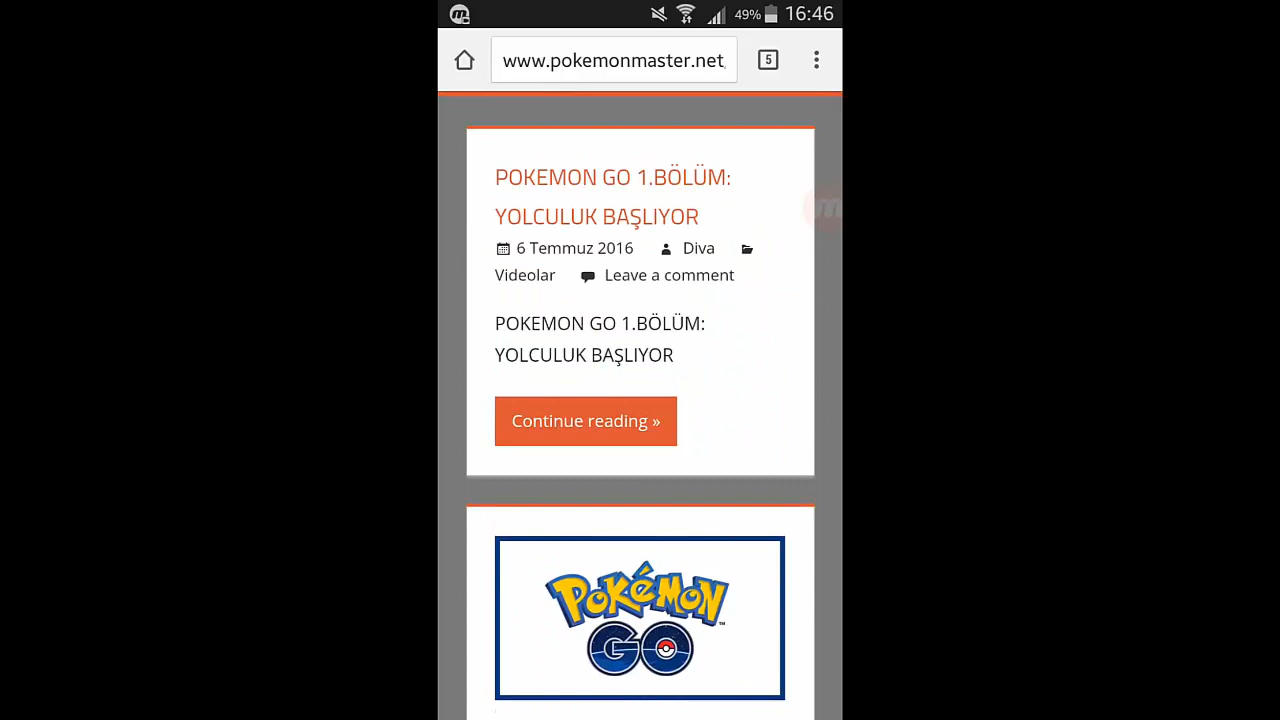 49% 16:46
www.pokemonmaster.net 5
POKEMON GO 1.BÖLÜM:
YOLCULUK BAŞLIYOR
6 Temmuz 2016 Diva
Videolar Leave a comment
POKEMON GO 1.BÖLÜM:
YOLCULUK BAŞLIYOR
Continue reading »
POKÉMON
GO